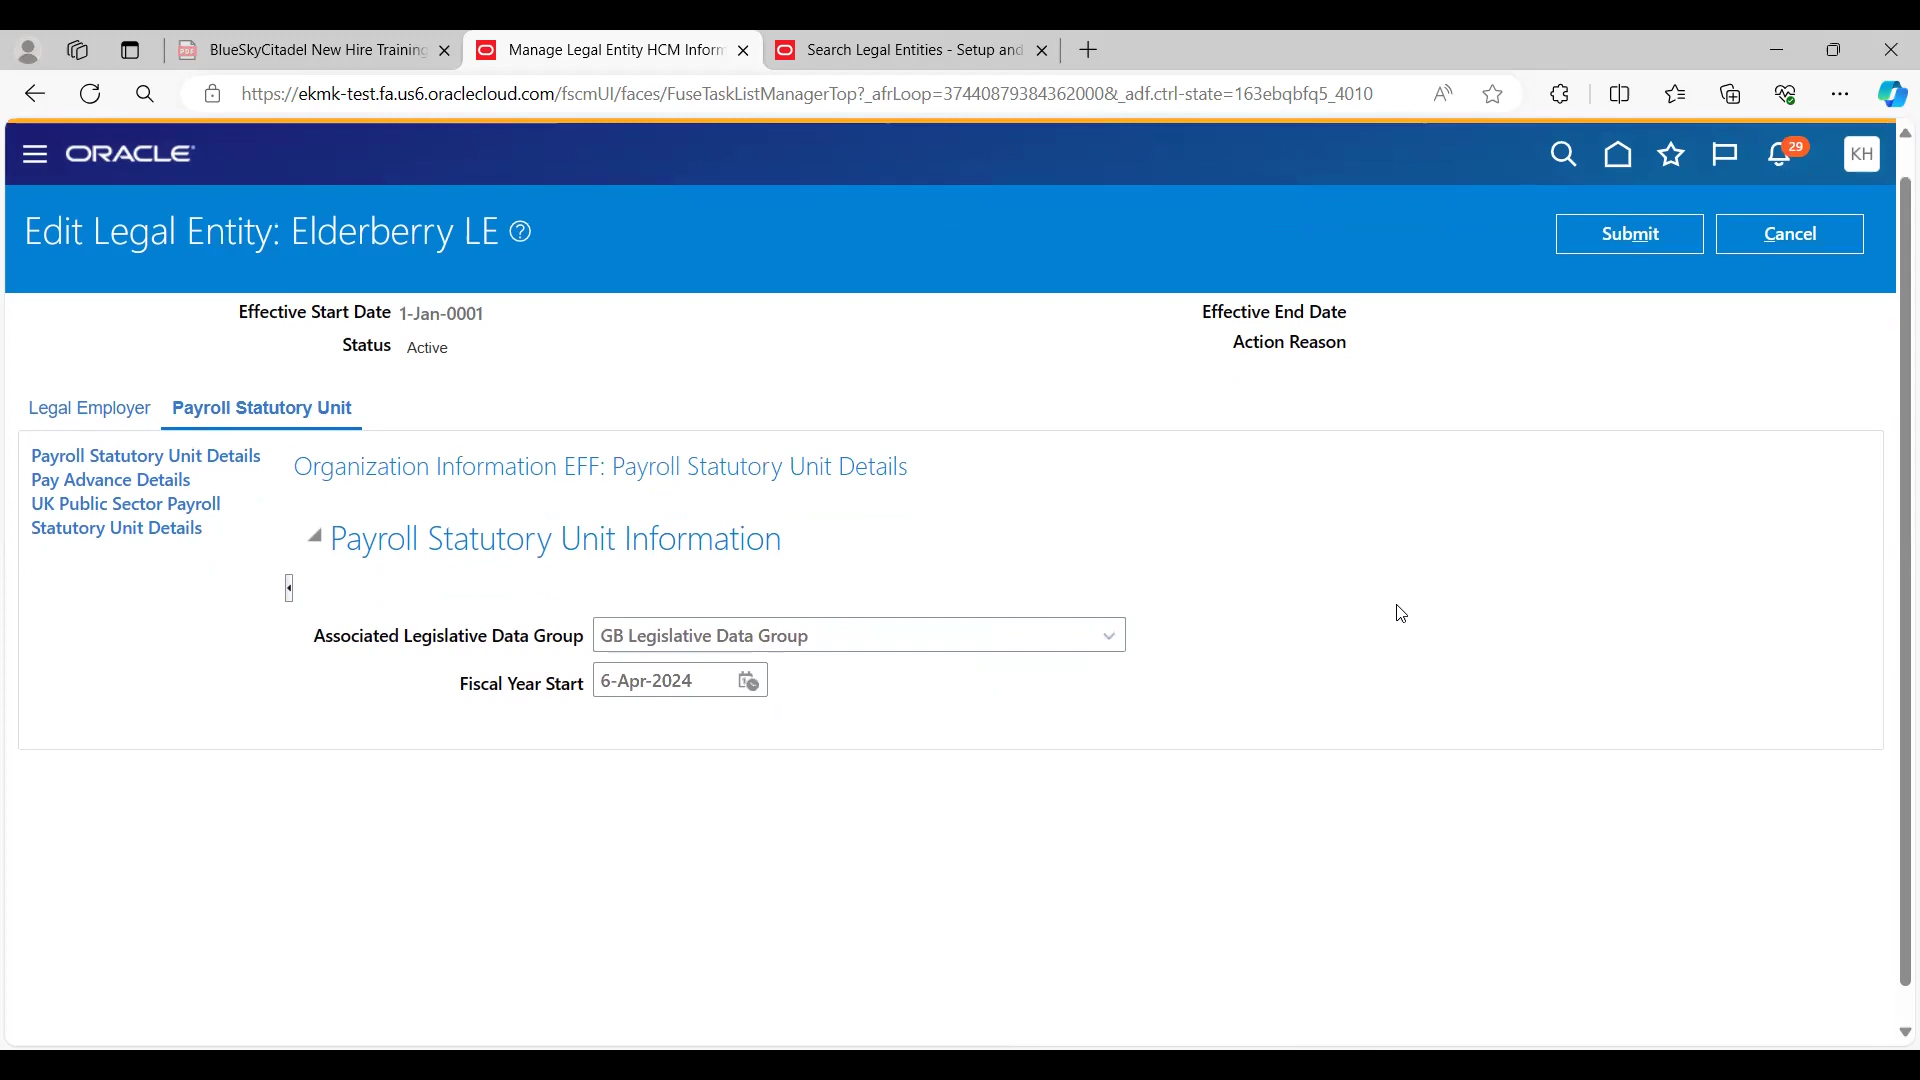 BlueSkyCitadel New Hire Training
Manage Legal Entity HCM Inform
Search Legal Entities - Setup and
https://ekmk-test.fa.us6.oraclecloud.com/fscmUI/faces/FuseTaskListManagerTop?_afrLoop=37440879384362000&_adf.ctrl-state=163ebqbfq5_4010
ORACLE
29
KH
Edit Legal Entity: Elderberry LE
Submit
Cancel
Effective Start Date 1-Jan-0001
Effective End Date
Status Active
Action Reason
Legal Employer
Payroll Statutory Unit
Payroll Statutory Unit Details
Pay Advance Details
UK Public Sector Payroll
Statutory Unit Details
Organization Information EFF: Payroll Statutory Unit Details
Payroll Statutory Unit Information
Associated Legislative Data Group GB Legislative Data Group
Fiscal Year Start 6-Apr-2024